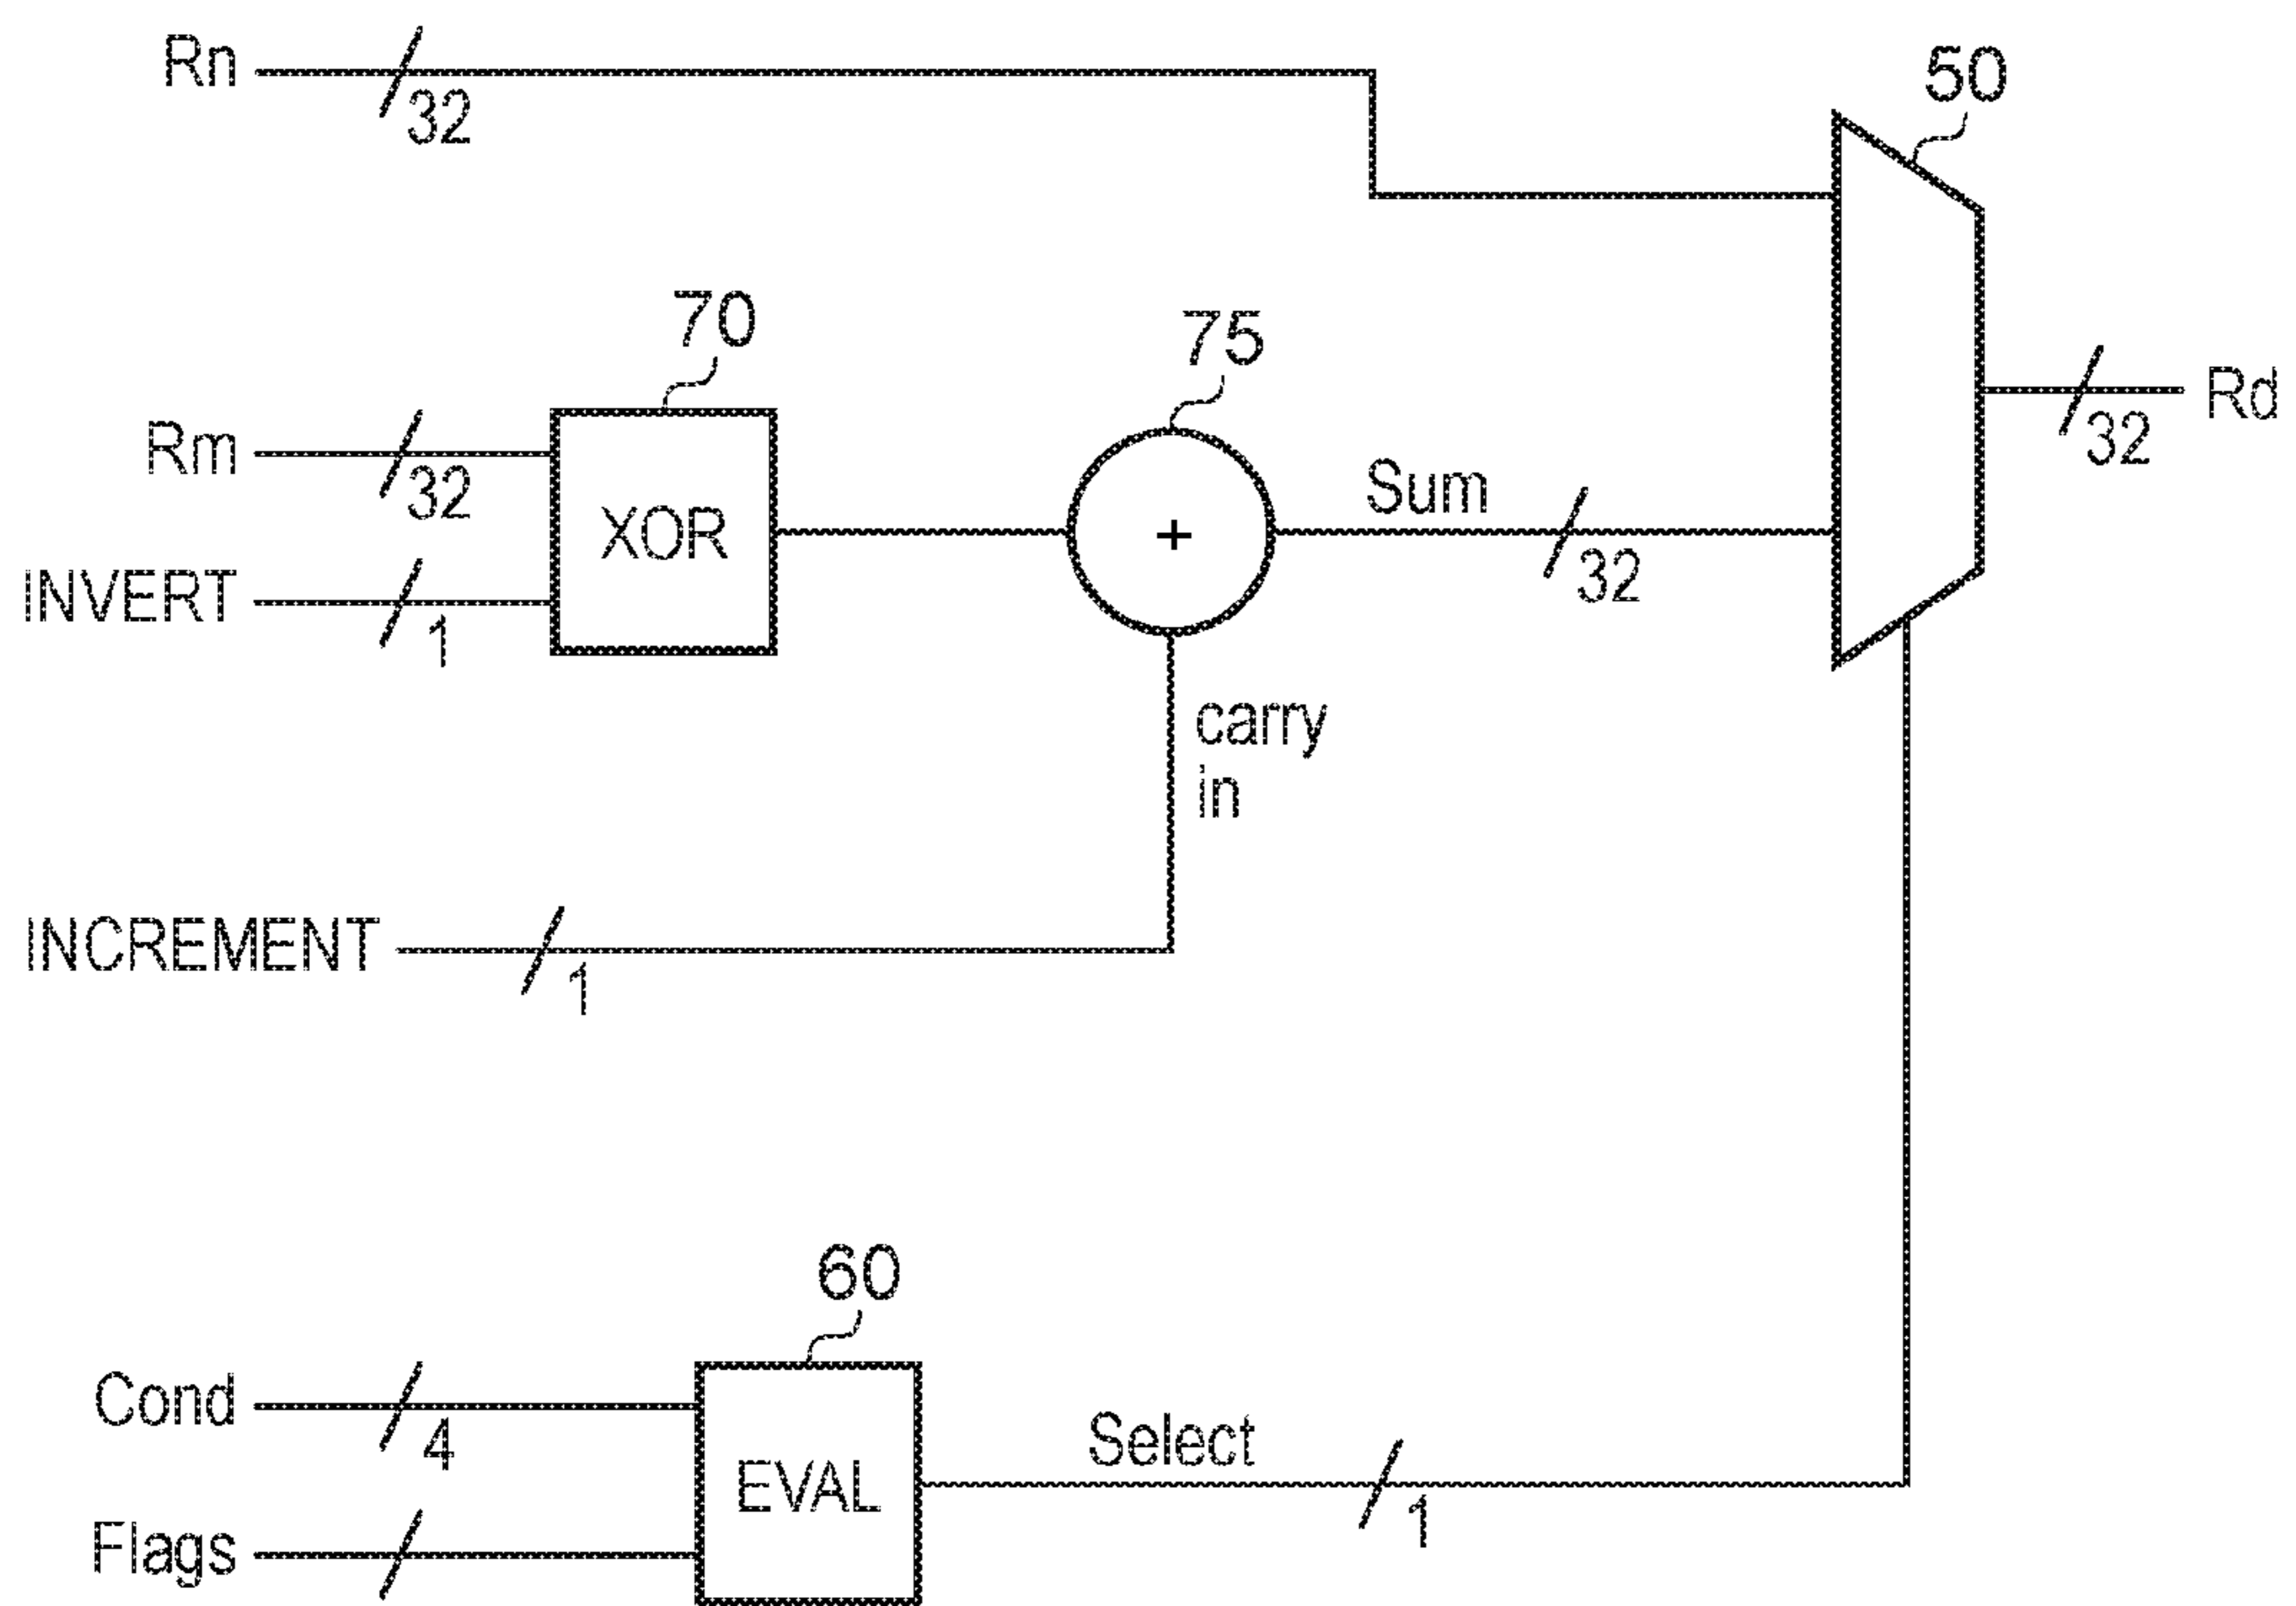 Rn
32
50
70
75
Rm
32
XOR
+
Sum
32
Rd
32
INVERT
1
carry
in
INCREMENT
1
60
Cond
4
EVAL
Select
1
Flags